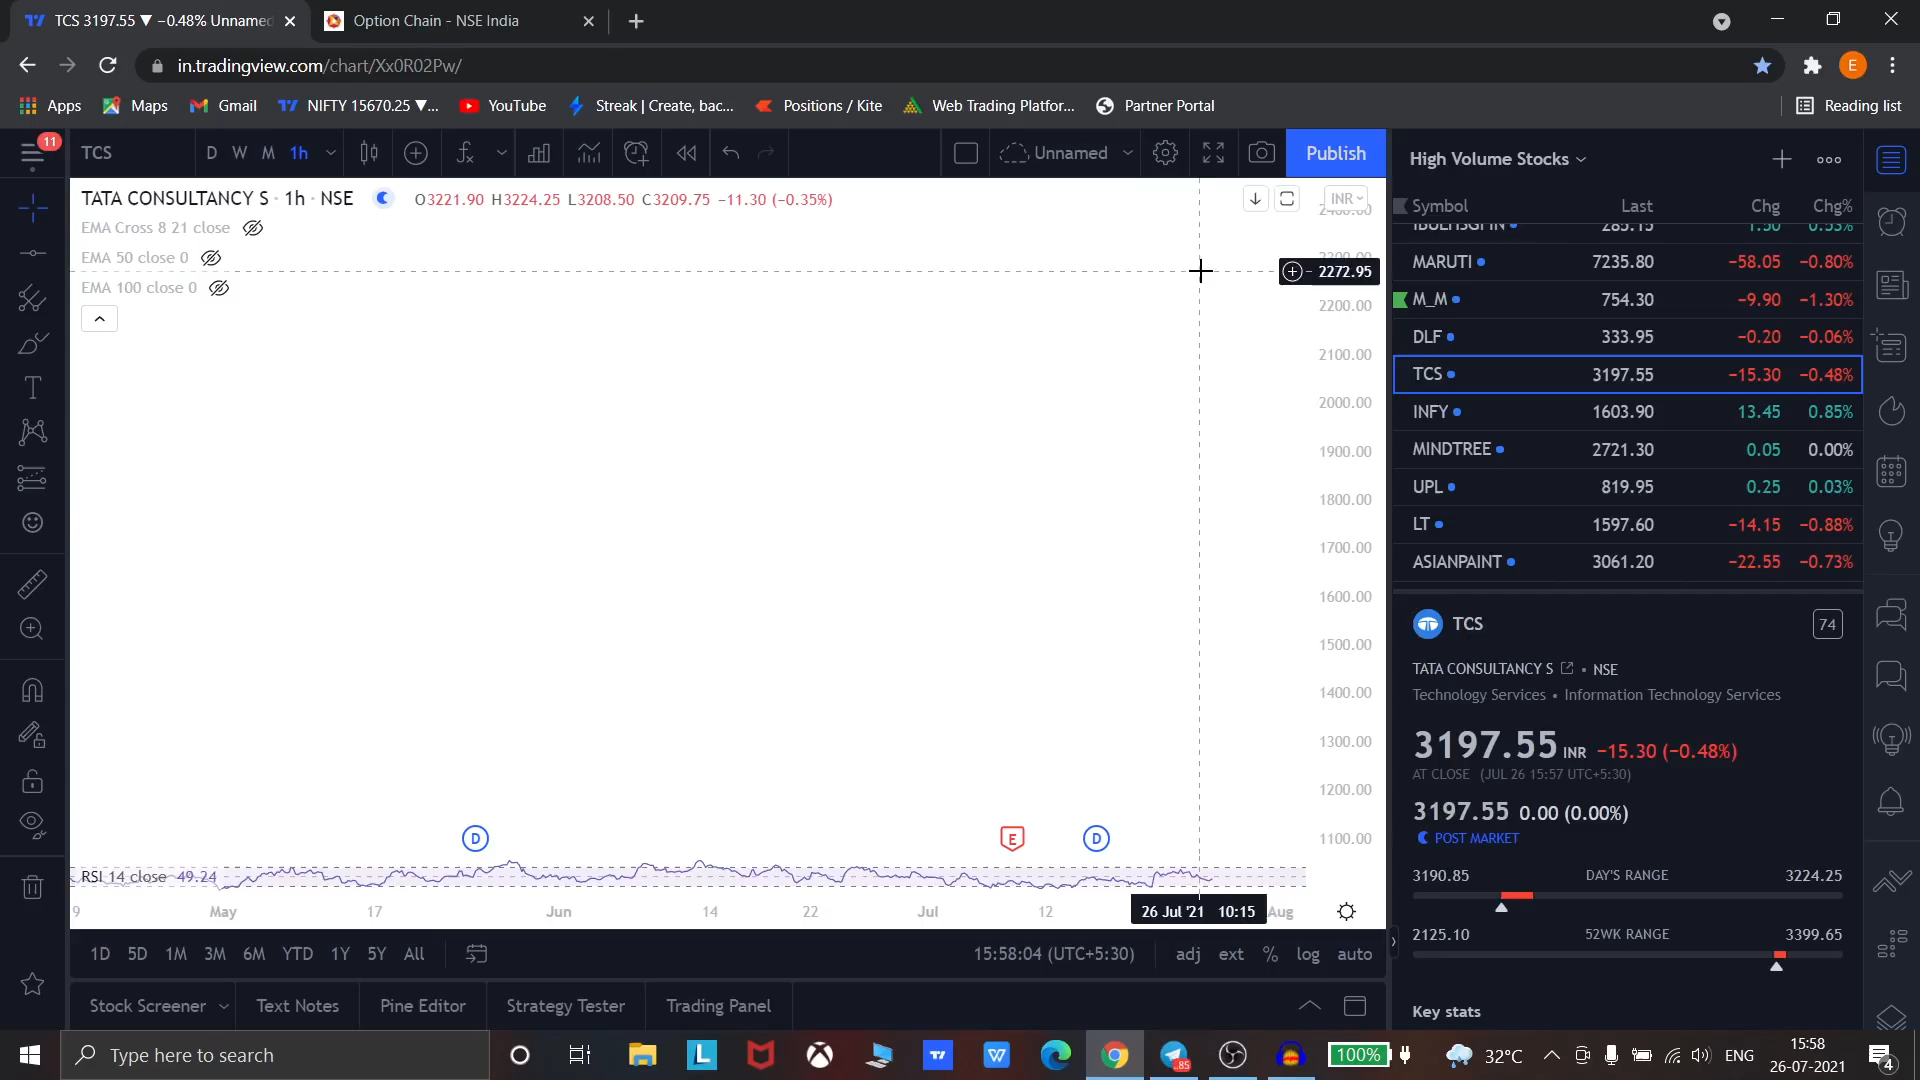 TCS 3197.55 ▼ −0.48% Unnamed
Option Chain - NSE India
in.tradingview.com/chart/Xx0R02Pw/
E
Apps
Maps
Gmail
NIFTY 15670.25 ▼...
YouTube
Streak | Create, bac...
Positions / Kite
Web Trading Platfor...
Partner Portal
Reading list
11
TCS
D W M 1h
Unnamed
Publish
High Volume Stocks
TATA CONSULTANCY S · 1h · NSE
O3221.90 H3224.25 L3208.50 C3209.75 −11.30 (−0.35%)
INR
EMA Cross 8 21 close
EMA 50 close 0
EMA 100 close 0
2400.00
2272.95
2200.00
2100.00
2000.00
1900.00
1800.00
1700.00
1600.00
1500.00
1400.00
1300.00
1200.00
1100.00
D
E
D
RSI 14 close 49.24
9 May 17 Jun 14 22 Jul 12 26 Jul '21 10:15 Aug
1D 5D 1M 3M 6M YTD 1Y 5Y All
15:58:04 (UTC+5:30)
adj ext % log auto
Stock Screener
Text Notes
Pine Editor
Strategy Tester
Trading Panel
Symbol Last Chg Chg%
IBULHSGFIN 285.15 1.50 0.53%
MARUTI 7235.80 −58.05 −0.80%
M_M 754.30 −9.90 −1.30%
DLF 333.95 −0.20 −0.06%
TCS 3197.55 −15.30 −0.48%
INFY 1603.90 13.45 0.85%
MINDTREE 2721.30 0.05 0.00%
UPL 819.95 0.25 0.03%
LT 1597.60 −14.15 −0.88%
ASIANPAINT 3061.20 −22.55 −0.73%
TCS
74
TATA CONSULTANCY S • NSE
Technology Services • Information Technology Services
3197.55 INR −15.30 (−0.48%)
AT CLOSE (JUL 26 15:57 UTC+5:30)
3197.55 0.00 (0.00%)
POST MARKET
3190.85 DAY'S RANGE 3224.25
2125.10 52WK RANGE 3399.65
Key stats
Type here to search
85
100%
32°C
ENG
15:58
26-07-2021
4